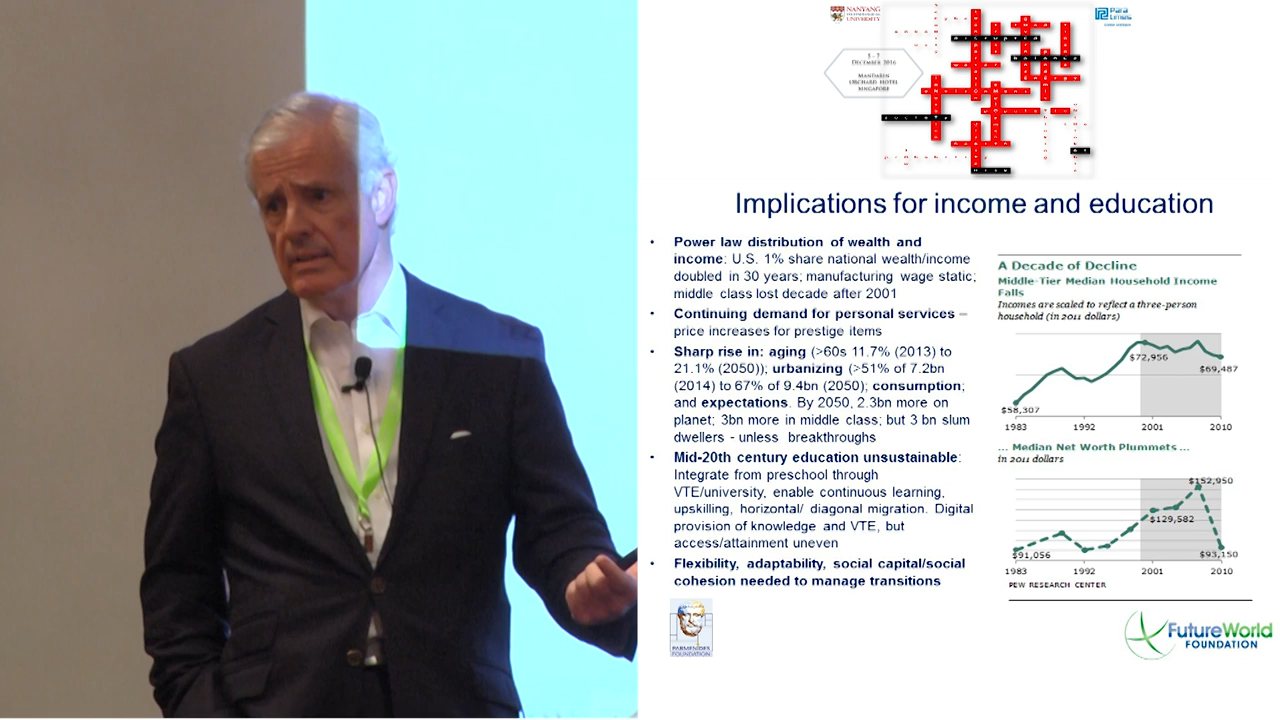 NANYANG
TECHNOLOGICAL
UNIVERSITY
Para
Limes
5 - 7
DECEMBER 2016
MANDARIN
ORCHARD HOTEL
SINGAPORE
Implications for income and education
• Power law distribution of wealth and
income: U.S. 1% share national wealth/income
doubled in 30 years; manufacturing wage static;
middle class lost decade after 2001
• Continuing demand for personal services –
price increases for prestige items
• Sharp rise in: aging (>60s 11.7% (2013) to
21.1% (2050)); urbanizing (>51% of 7.2bn
(2014) to 67% of 9.4bn (2050); consumption;
and expectations. By 2050, 2.3bn more on
planet; 3bn more in middle class; but 3 bn slum
dwellers - unless breakthroughs
• Mid-20th century education unsustainable:
Integrate from preschool through
VTE/university, enable continuous learning,
upskilling, horizontal/ diagonal migration. Digital
provision of knowledge and VTE, but
access/attainment uneven
• Flexibility, adaptability, social capital/social
cohesion needed to manage transitions
A Decade of Decline
Middle-Tier Median Household Income
Falls
Incomes are scaled to reflect a three-person
household (in 2011 dollars)
$72,956
$69,487
$58,307
1983 1992 2001 2010
... Median Net Worth Plummets ...
in 2011 dollars
$152,950
$129,582
$91,056
$93,150
1983 1992 2001 2010
PEW RESEARCH CENTER
PARMENIDES
FOUNDATION
FutureWorld
FOUNDATION